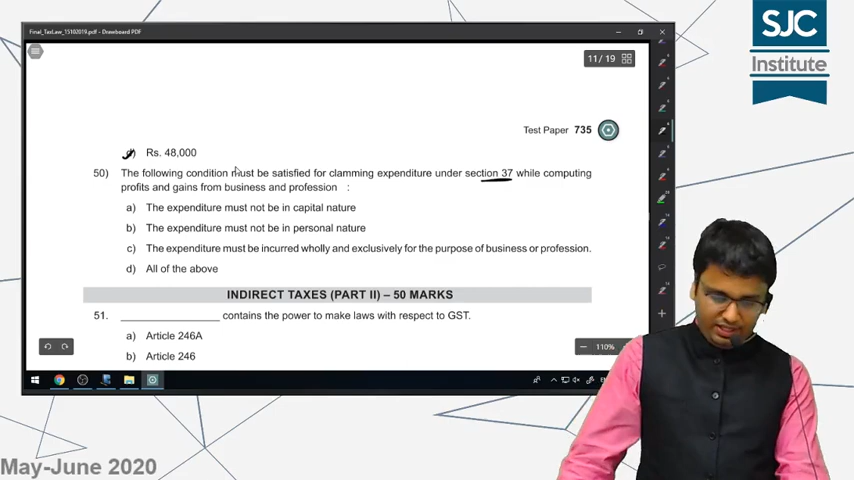 Final_TaxLaw_15102019.pdf - Drawboard PDF
SJC
Institute
11 / 19
Test Paper 735
d) Rs. 48,000
50) The following condition must be satisfied for clamming expenditure under section 37 while computing
profits and gains from business and profession :
a) The expenditure must not be in capital nature
b) The expenditure must not be in personal nature
c) The expenditure must be incurred wholly and exclusively for the purpose of business or profession.
d) All of the above
INDIRECT TAXES (PART II) – 50 MARKS
51. ____________________ contains the power to make laws with respect to GST.
a) Article 246A
b) Article 246
110%
May-June 2020